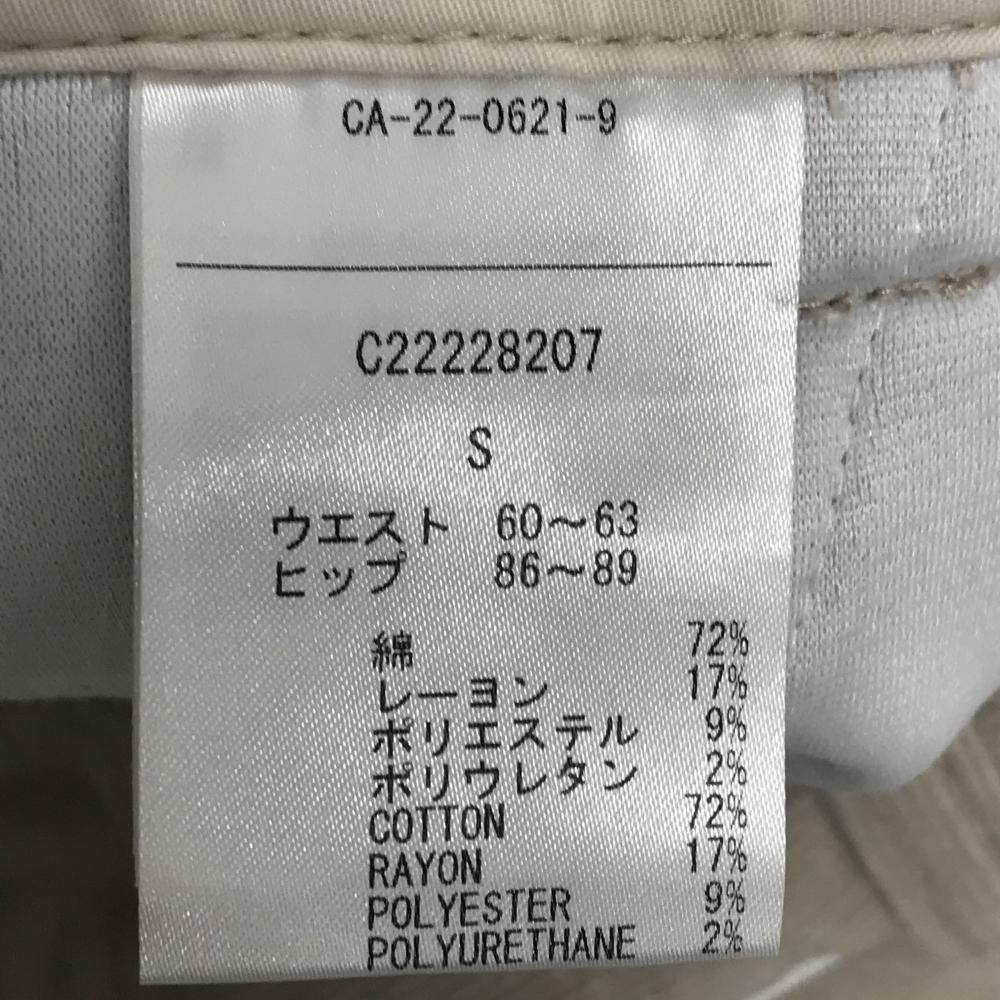 CA-22-0621-9
C22228207
S
ウエスト 60～63
ヒップ 86～89
綿 72%
レーヨン 17%
ポリエステル 9%
ポリウレタン 2%
COTTON 72%
RAYON 17%
POLYESTER 9%
POLYURETHANE 2%